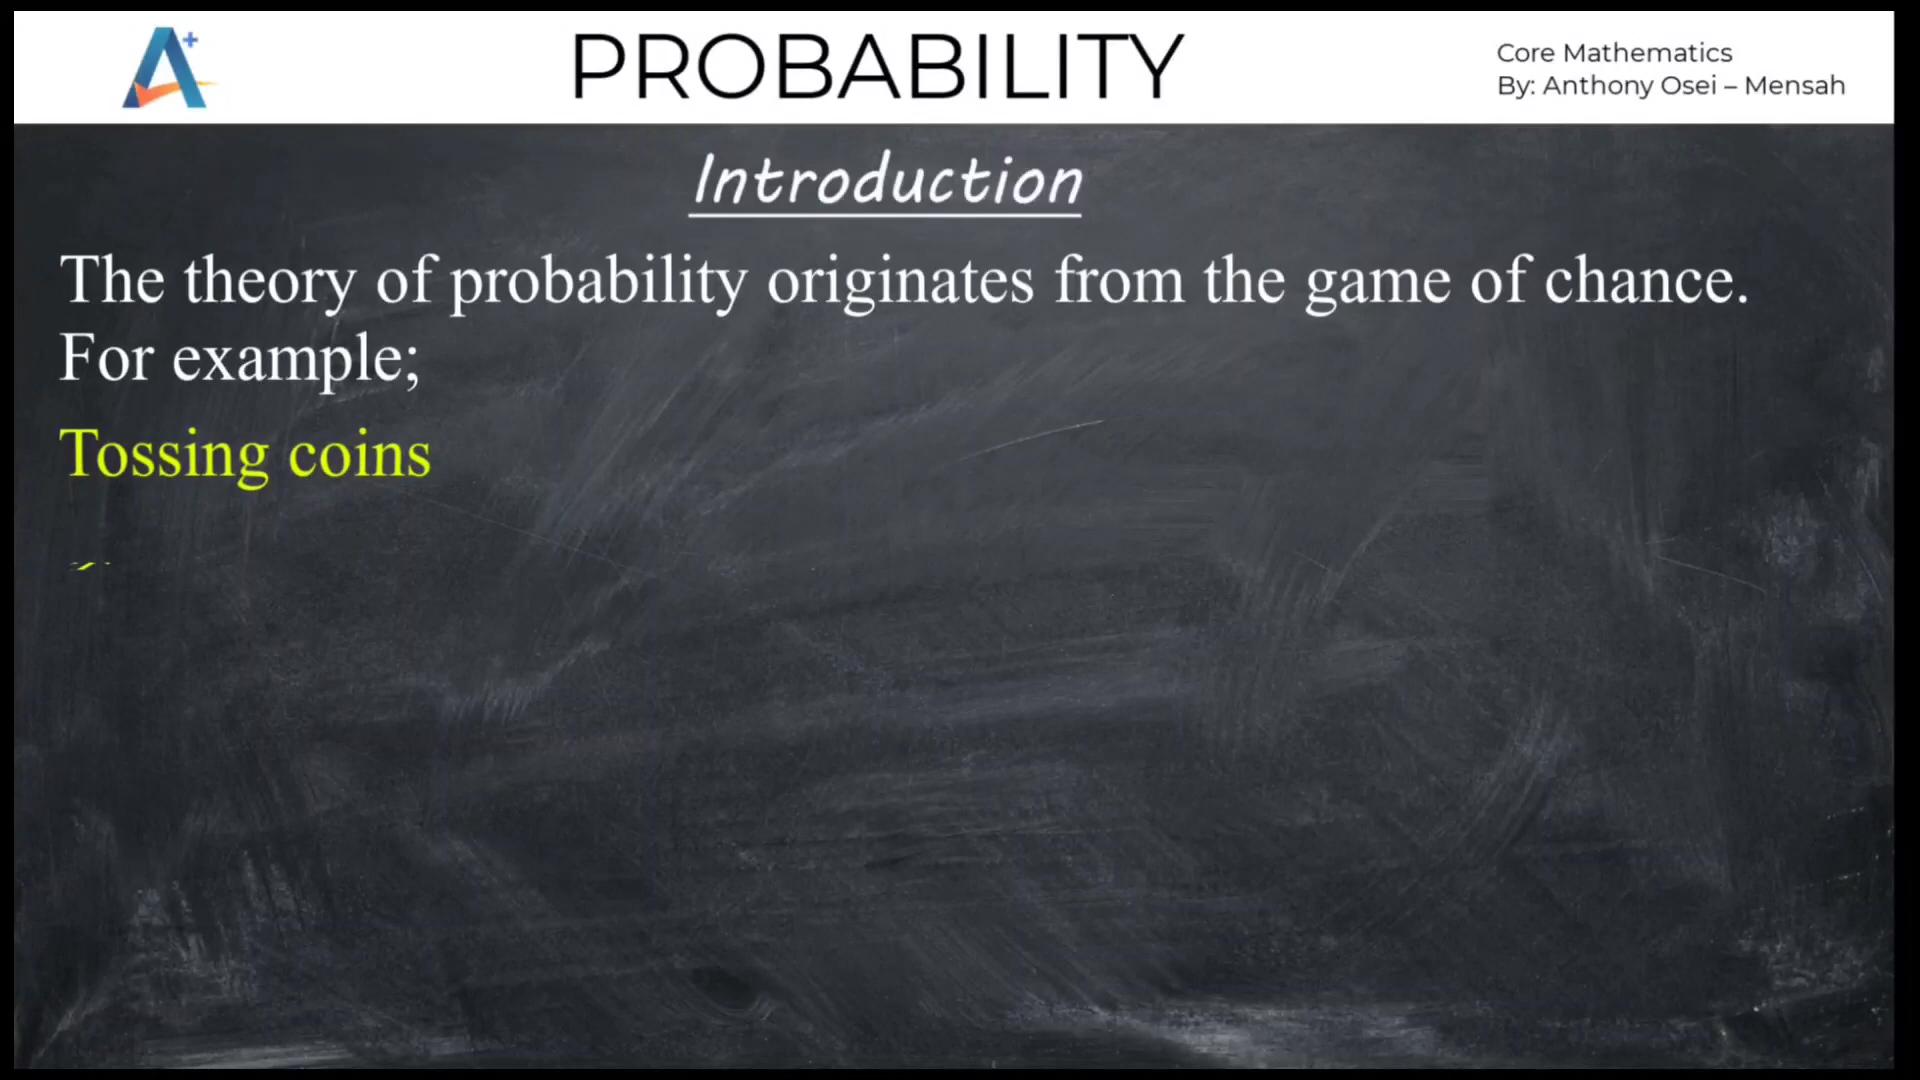 A+
PROBABILITY
Core Mathematics
By: Anthony Osei – Mensah
Introduction
The theory of probability originates from the game of chance.
For example;
Tossing coins